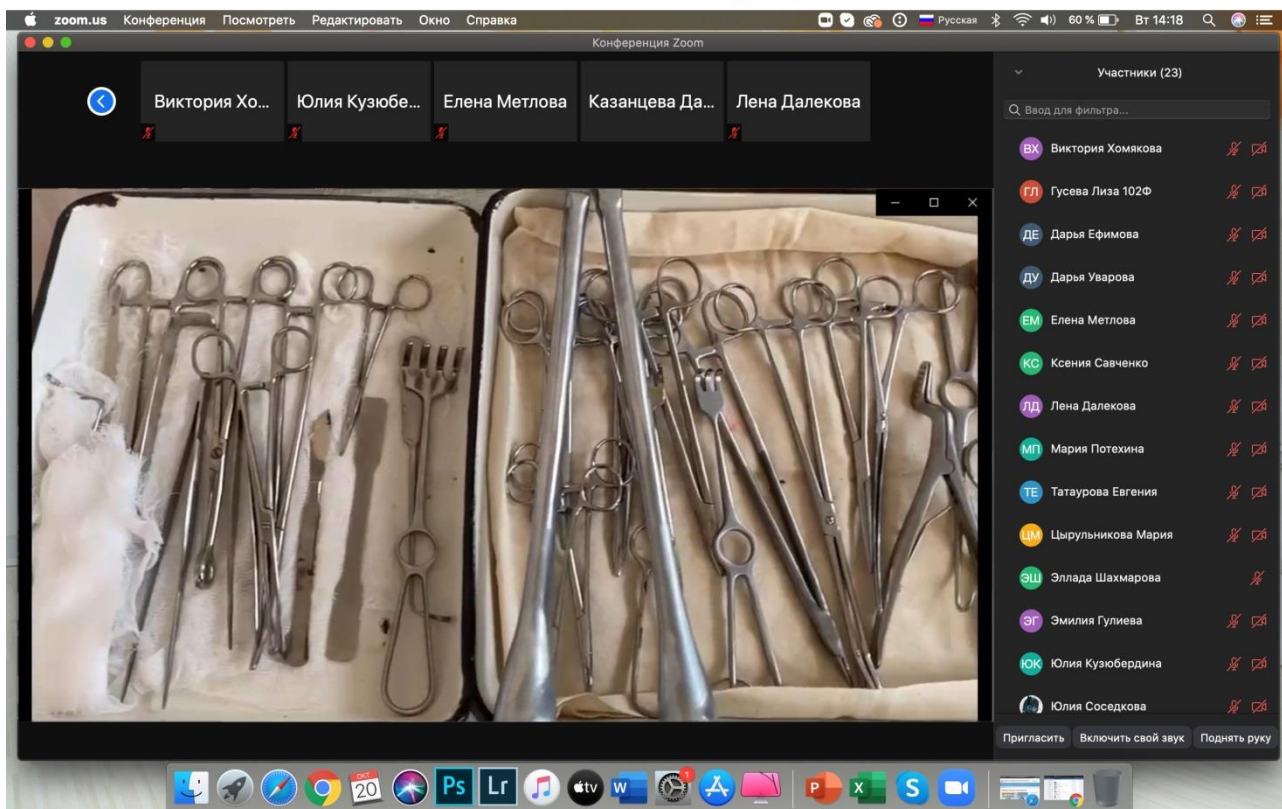 zoom.us Конференция Посмотреть Редактировать Окно Справка Русская 60 % Вт 14:18
Конференция Zoom
Виктория Хо...
Юлия Кузюбе...
Елена Метлова
Казанцева Да...
Лена Далекова
Участники (23)
Ввод для фильтра...
ВХ Виктория Хомякова
ГЛ Гусева Лиза 102Ф
ДЕ Дарья Ефимова
ДУ Дарья Уварова
ЕМ Елена Метлова
КС Ксения Савченко
ЛД Лена Далекова
МП Мария Потехина
ТЕ Татаурова Евгения
ЦМ Цырульникова Мария
ЭШ Эллада Шахмарова
ЭГ Эмилия Гулиева
ЮК Юлия Кузюбердина
Юлия Соседкова
Пригласить Включить свой звук Поднять руку
ОКТ
20
Ps Lr tv W 1 P X S